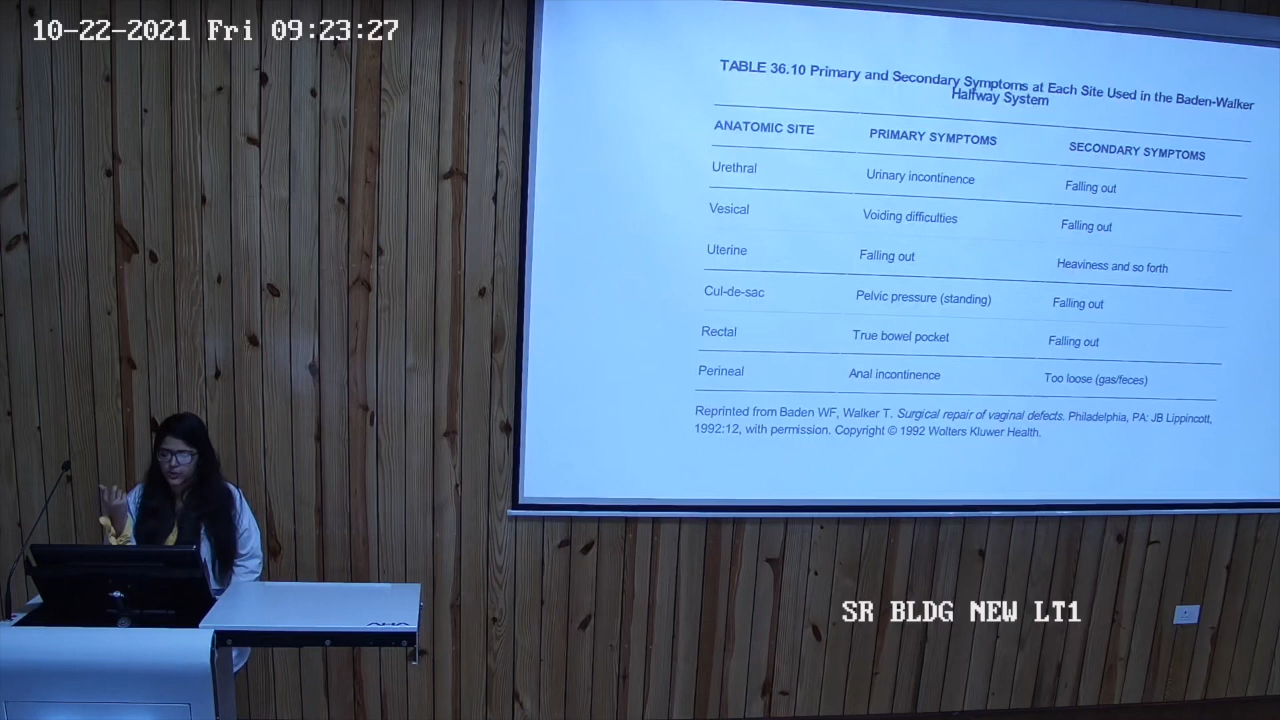 10-22-2021 Fri 09:23:27
TABLE 36.10 Primary and Secondary Symptoms at Each Site Used in the Baden-Walker
Halfway System
ANATOMIC SITE PRIMARY SYMPTOMS SECONDARY SYMPTOMS
Urethral Urinary incontinence Falling out
Vesical Voiding difficulties Falling out
Uterine Falling out Heaviness and so forth
Cul-de-sac Pelvic pressure (standing) Falling out
Rectal True bowel pocket Falling out
Perineal Anal incontinence Too loose (gas/feces)
Reprinted from Baden WF, Walker T. Surgical repair of vaginal defects. Philadelphia, PA: JB Lippincott,
1992:12, with permission. Copyright © 1992 Wolters Kluwer Health.
AHA
SR BLDG NEW LT1